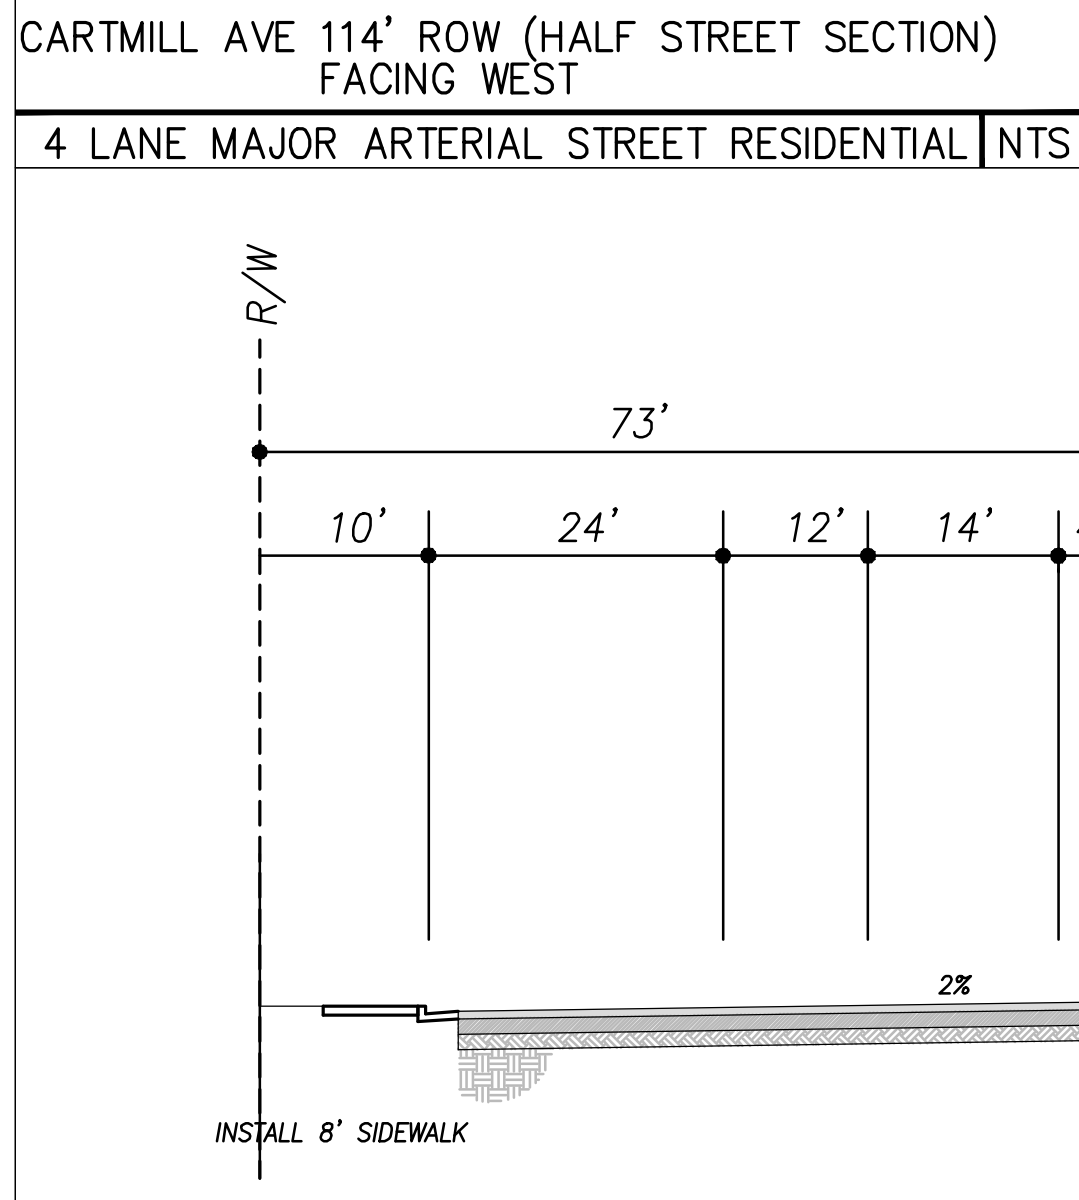 CARTMILL AVE 114' ROW (HALF STREET SECTION)
FACING WEST
4 LANE MAJOR ARTERIAL STREET RESIDENTIAL NTS
R/W
73'
10' 24' 12' 14'
2%
INSTALL 8' SIDEWALK